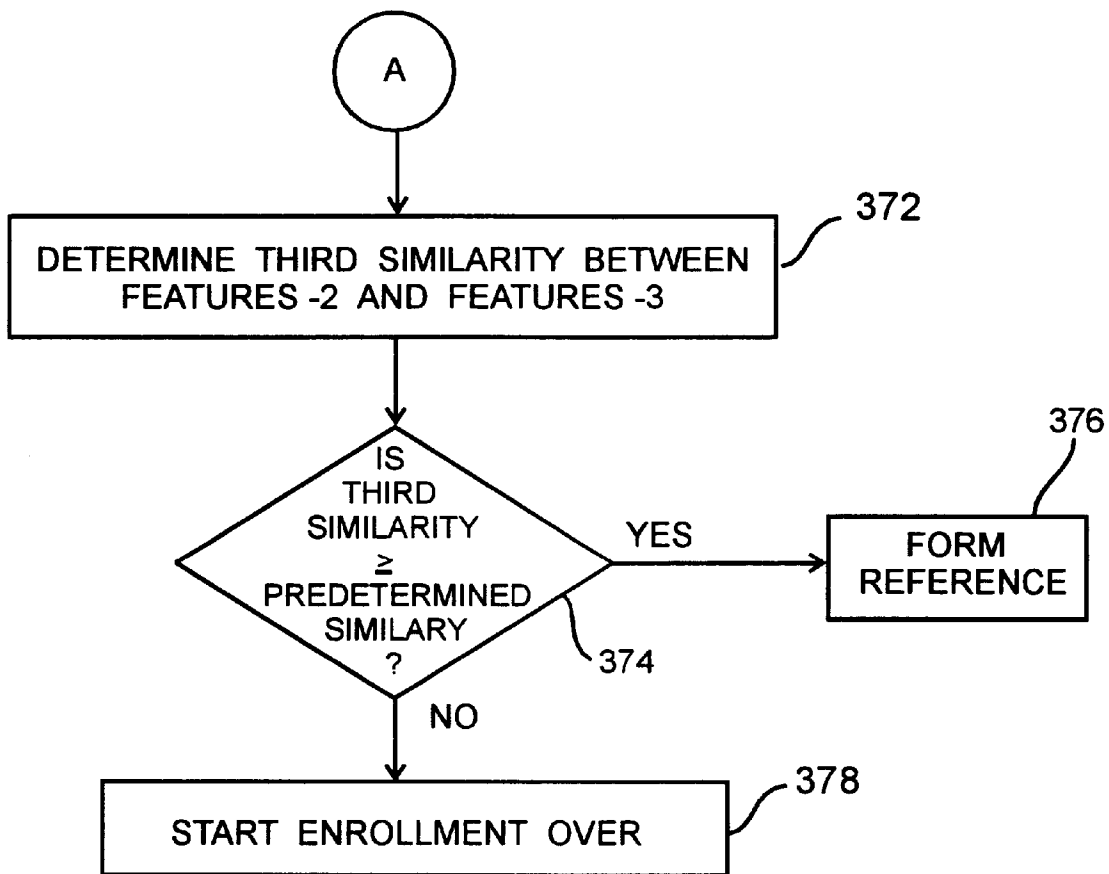 A
372
DETERMINE THIRD SIMILARITY BETWEEN
FEATURES -2 AND FEATURES -3
IS
THIRD
SIMILARITY
≥
PREDETERMINED
SIMILARY
?
374
YES
376
FORM
REFERENCE
NO
378
START ENROLLMENT OVER